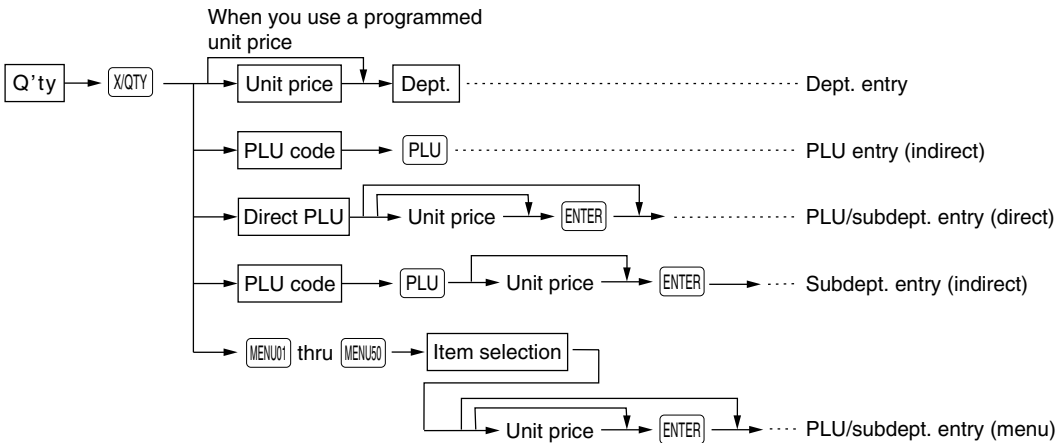 When you use a programmed
unit price
Q'ty X/QTY Unit price Dept. Dept. entry
PLU code PLU PLU entry (indirect)
Direct PLU Unit price ENTER PLU/subdept. entry (direct)
PLU code PLU Unit price ENTER Subdept. entry (indirect)
MENU01 thru MENU50 Item selection
Unit price ENTER PLU/subdept. entry (menu)